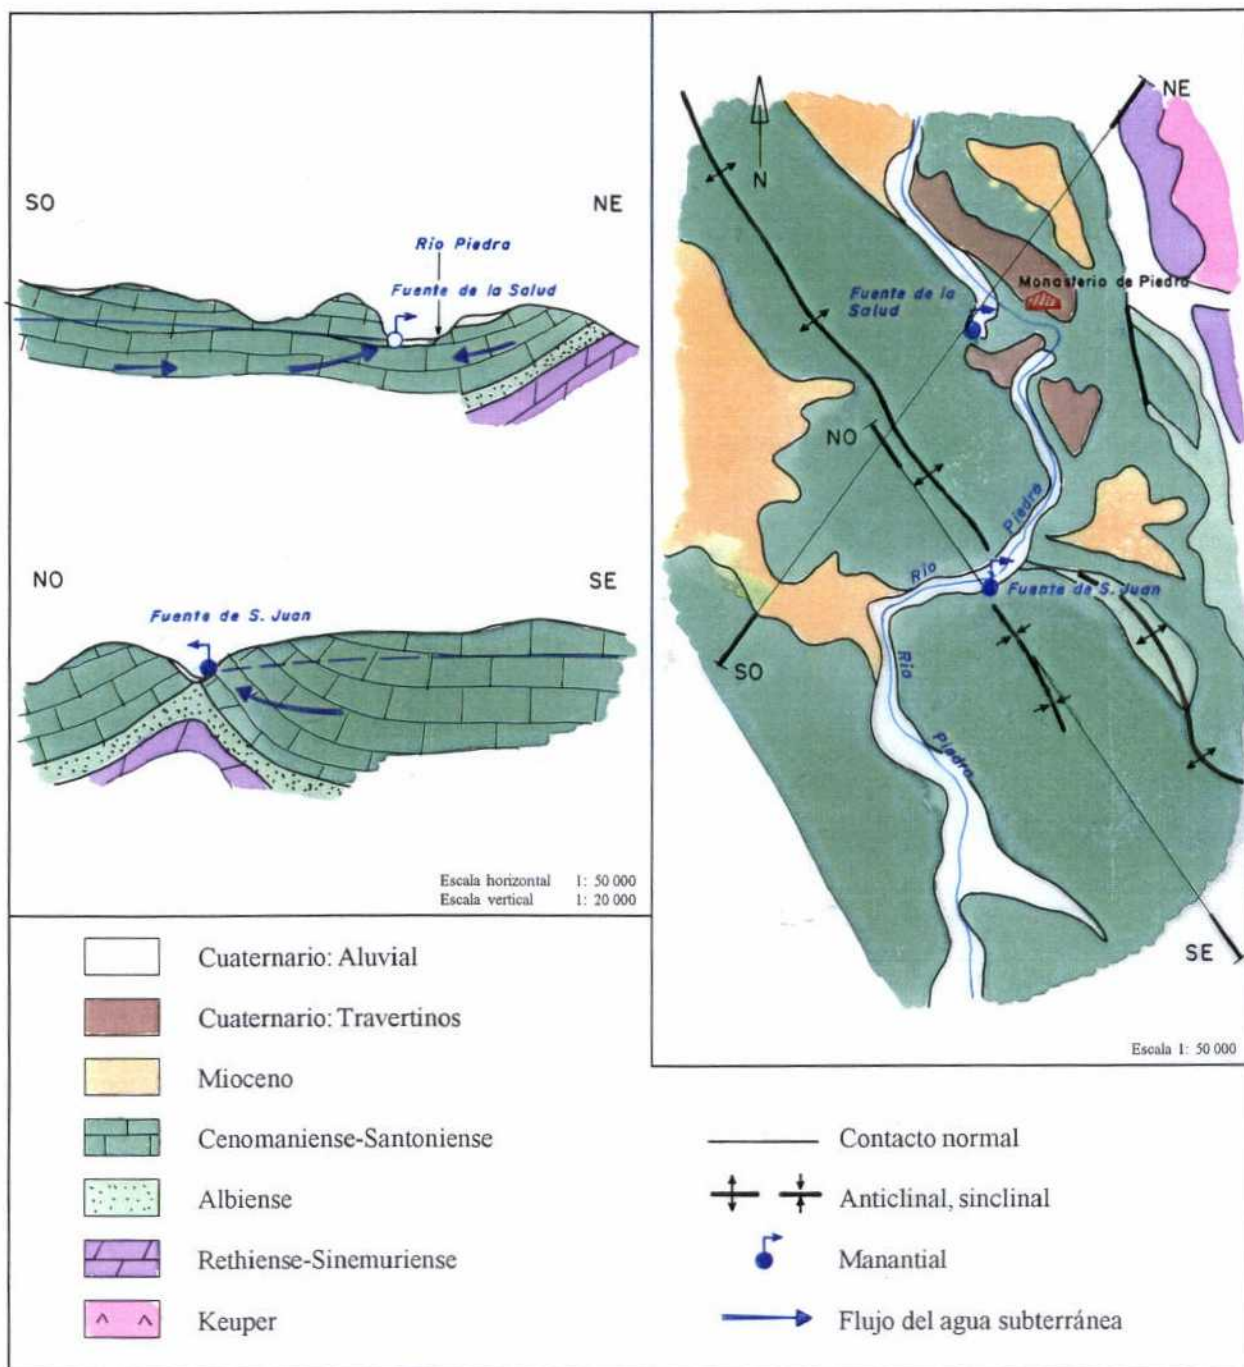 SO
NE
Río Piedra
Fuente de la Salud
NO
SE
Fuente de S. Juan
Escala horizontal 1: 50 000
Escala vertical 1: 20 000
NE
N
Monasterio de Piedra
Fuente de la
Salud
NO
Piedra
Río
Fuente de S. Juan
SO
Río
Piedra
SE
Escala 1: 50 000
Cuaternario: Aluvial
Cuaternario: Travertinos
Mioceno
Cenomaniense-Santoniense
Albiense
Rethiense-Sinemuriense
Keuper
Contacto normal
Anticlinal, sinclinal
Manantial
Flujo del agua subterránéa